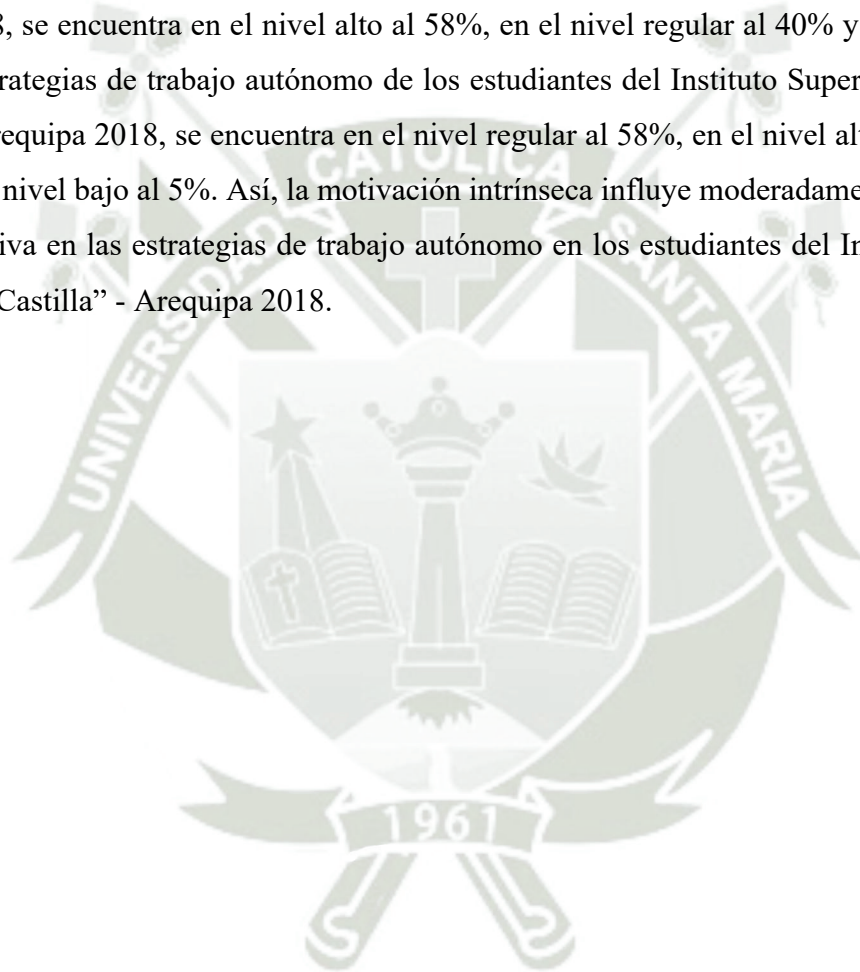 8, se encuentra en el nivel alto al 58%, en el nivel regular al 40% y
rategias de trabajo autónomo de los estudiantes del Instituto Super
requipa 2018, se encuentra en el nivel regular al 58%, en el nivel al
nivel bajo al 5%. Así, la motivación intrínseca influye moderadame
iva en las estrategias de trabajo autónomo en los estudiantes del In
Castilla” - Arequipa 2018.
UNIVERSIDAD CATOLICA SANTA MARIA
1961